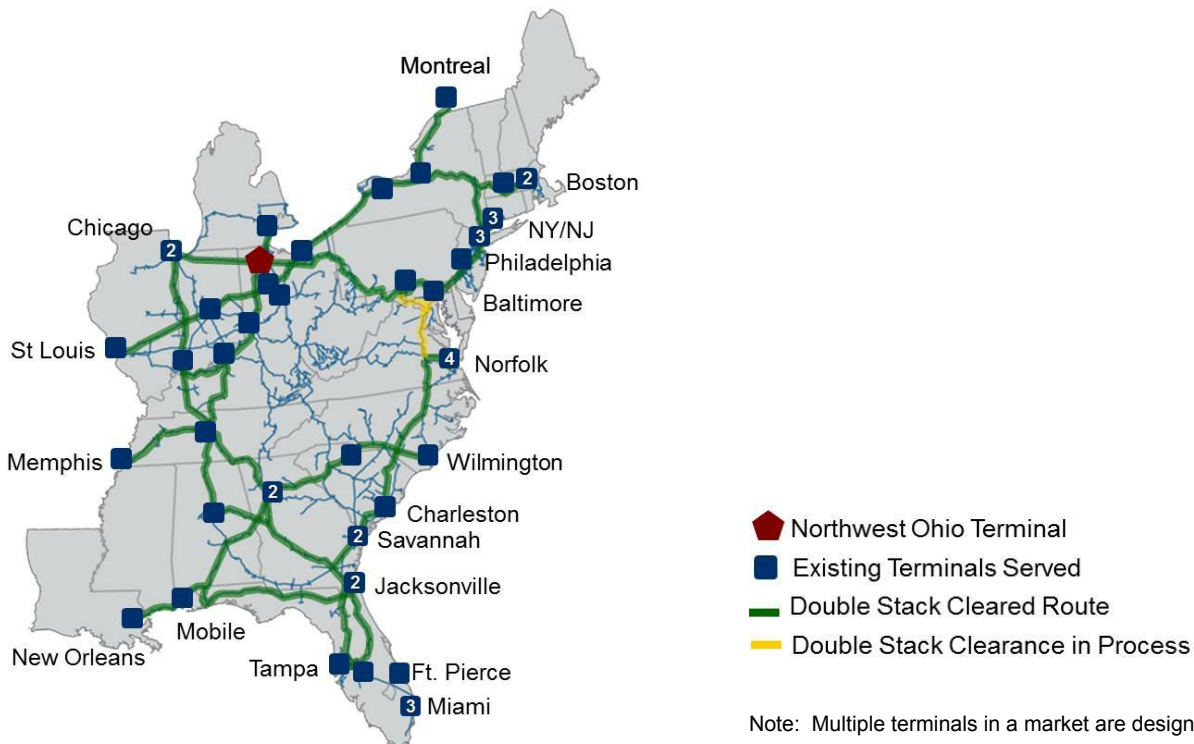 Montreal
2
Boston
3
Chicago
2
3
NY/NJ
Philadelphia
Baltimore
St Louis
4
Norfolk
Memphis
Wilmington
2
Charleston
Northwest Ohio Terminal
2
Savannah
Existing Terminals Served
2
Jacksonville
Double Stack Cleared Route
Mobile
Double Stack Clearance in Process
New Orleans
Tampa
Ft. Pierce
3
Miami
Note: Multiple terminals in a market are design